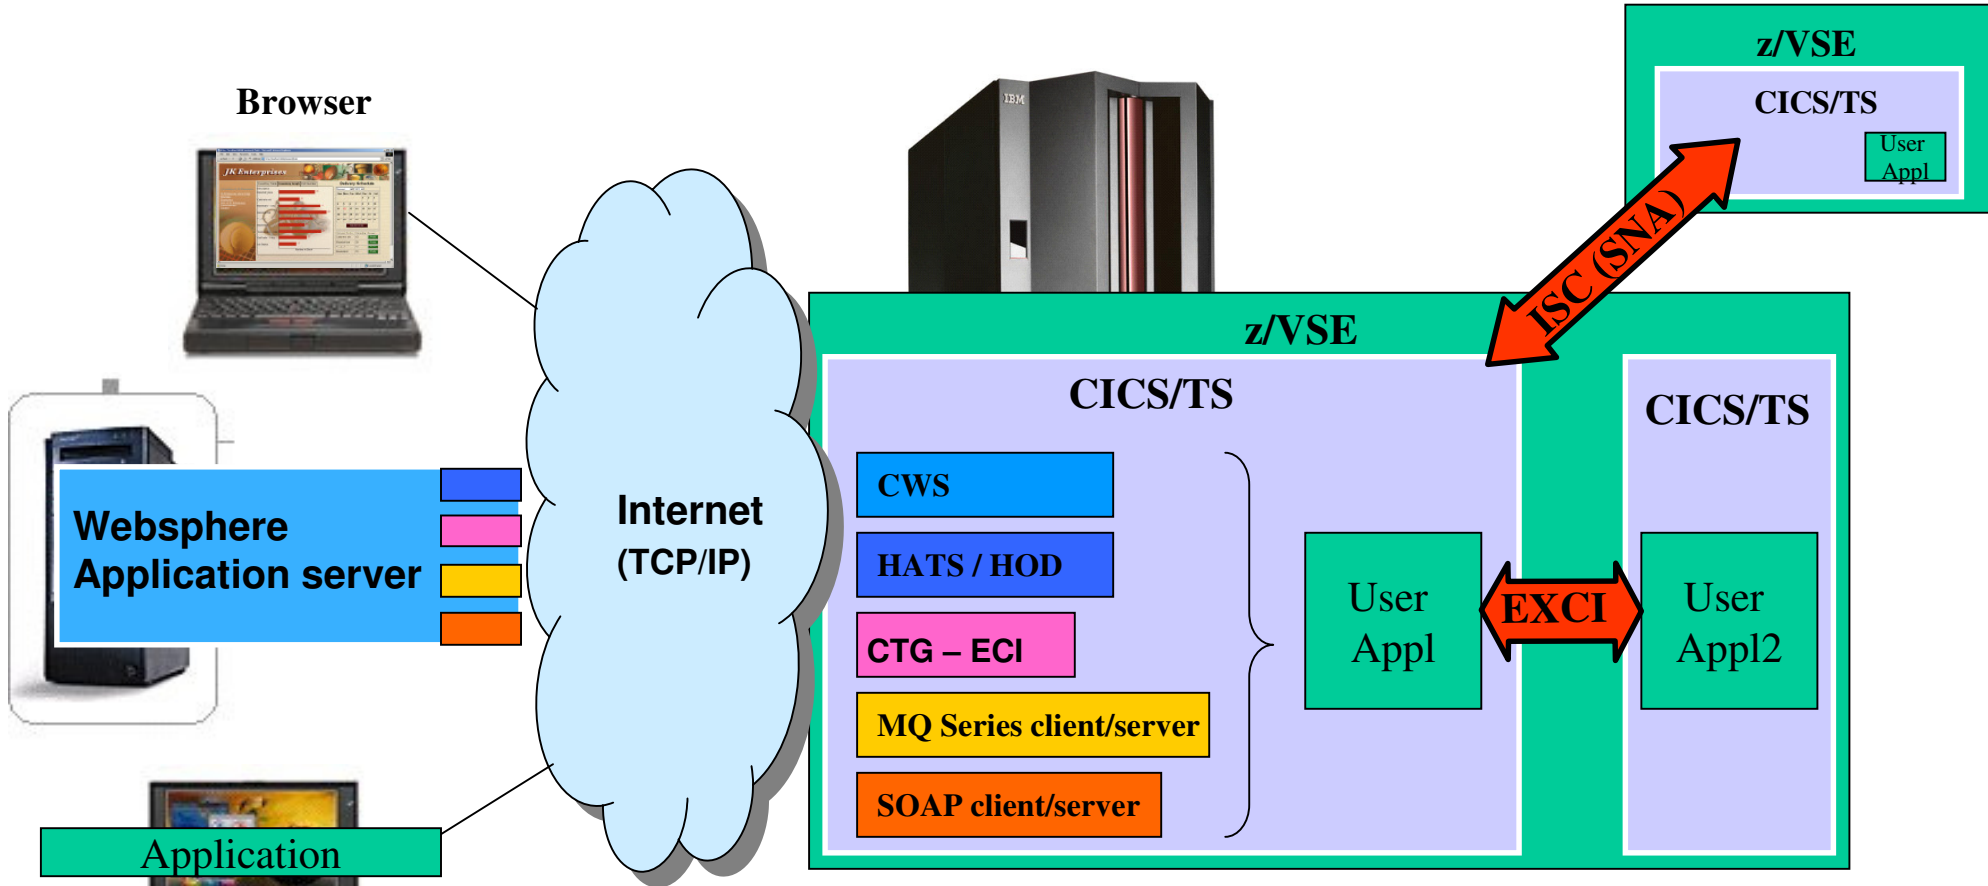 Browser
JK Enterprises
Websphere
Application server
Application
Internet
(TCP/IP)
IBM
z/VSE
CICS/TS
CWS
HATS / HOD
CTG – ECI
MQ Series client/server
SOAP client/server
User
Appl
EXCI
CICS/TS
User
Appl2
ISC (SNA)
z/VSE
CICS/TS
User
Appl